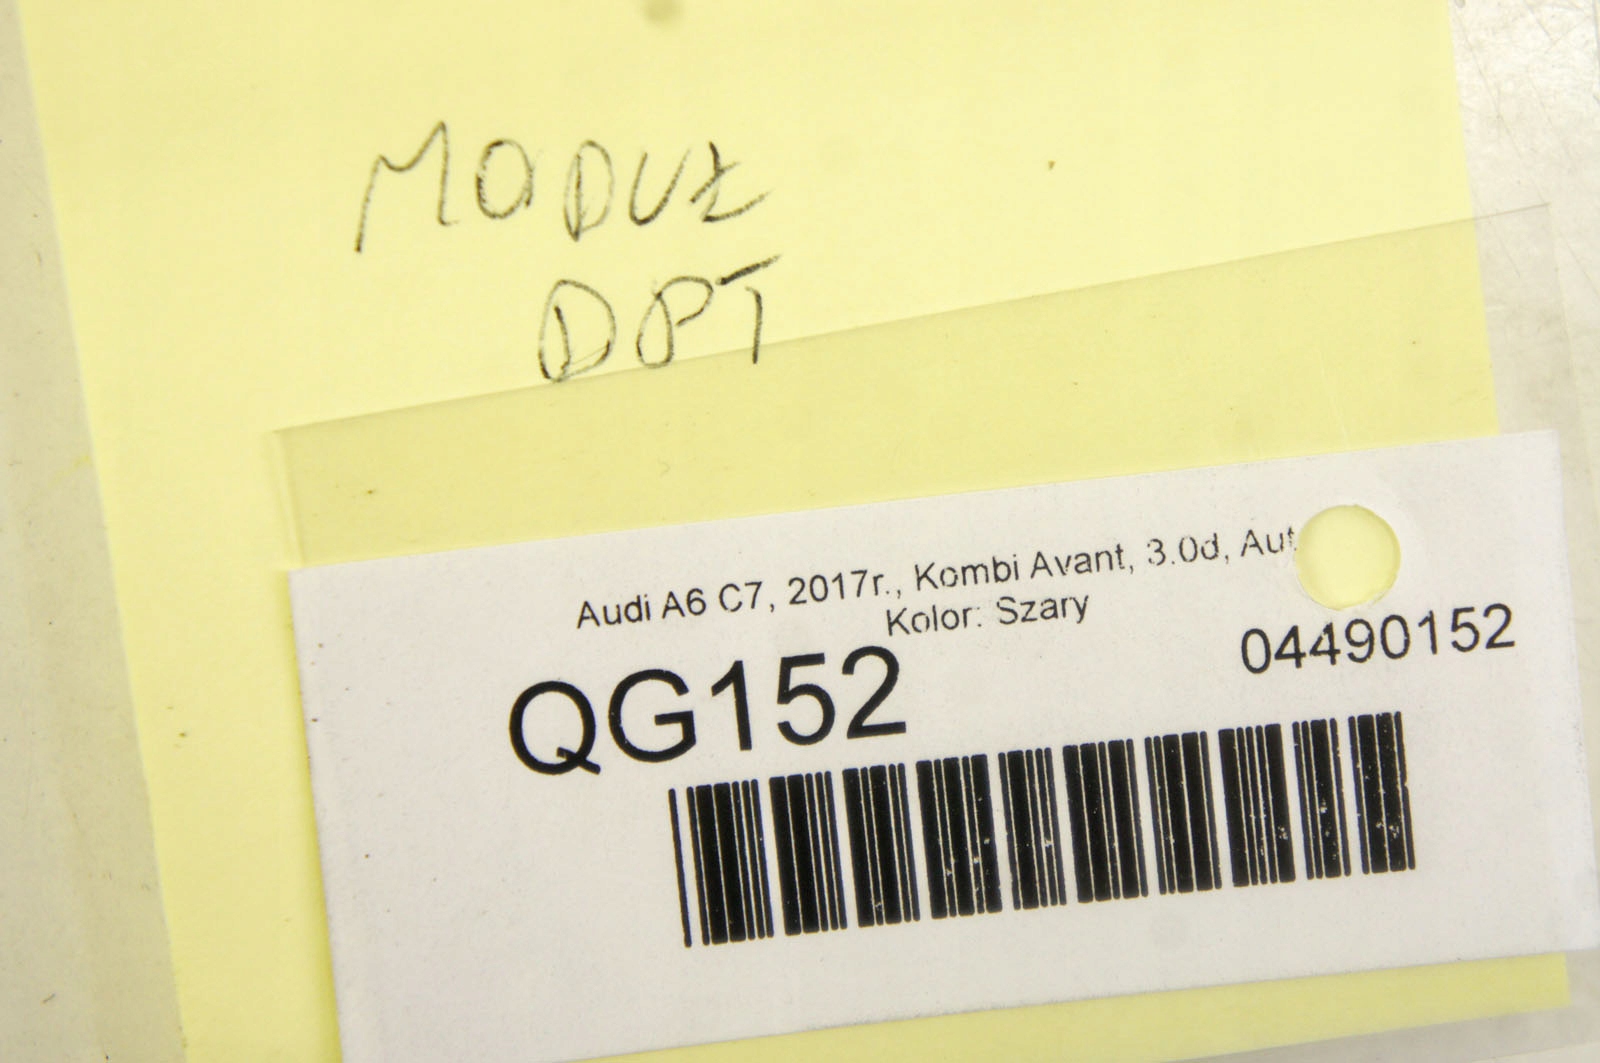 MODUŁ
DPT
Audi A6 C7, 2017r., Kombi Avant, 3.0d, Aut
Kolor: Szary
QG152
04490152